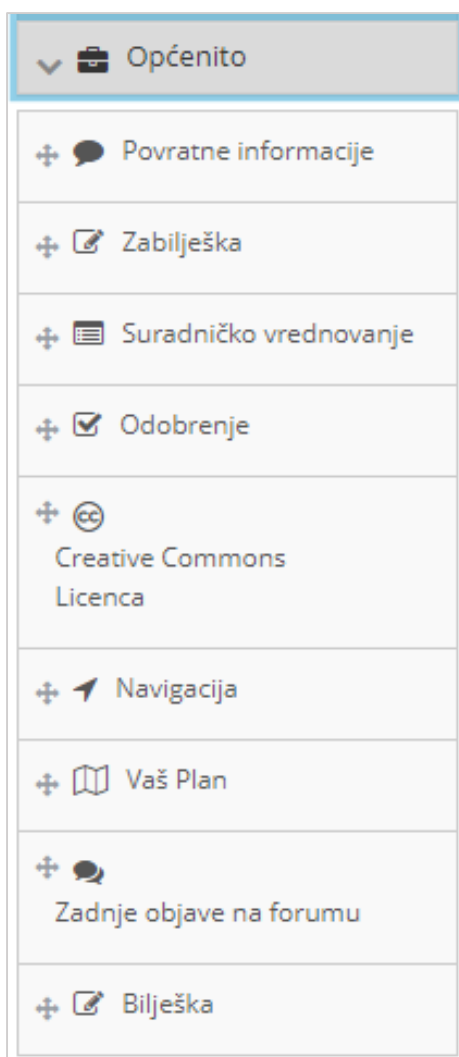 Općenito
Povratne informacije
Zabilješka
Suradničko vrednovanje
Odobrenje
Creative Commons
Licenca
Navigacija
Vaš Plan
Zadnje objave na forumu
Bilješka